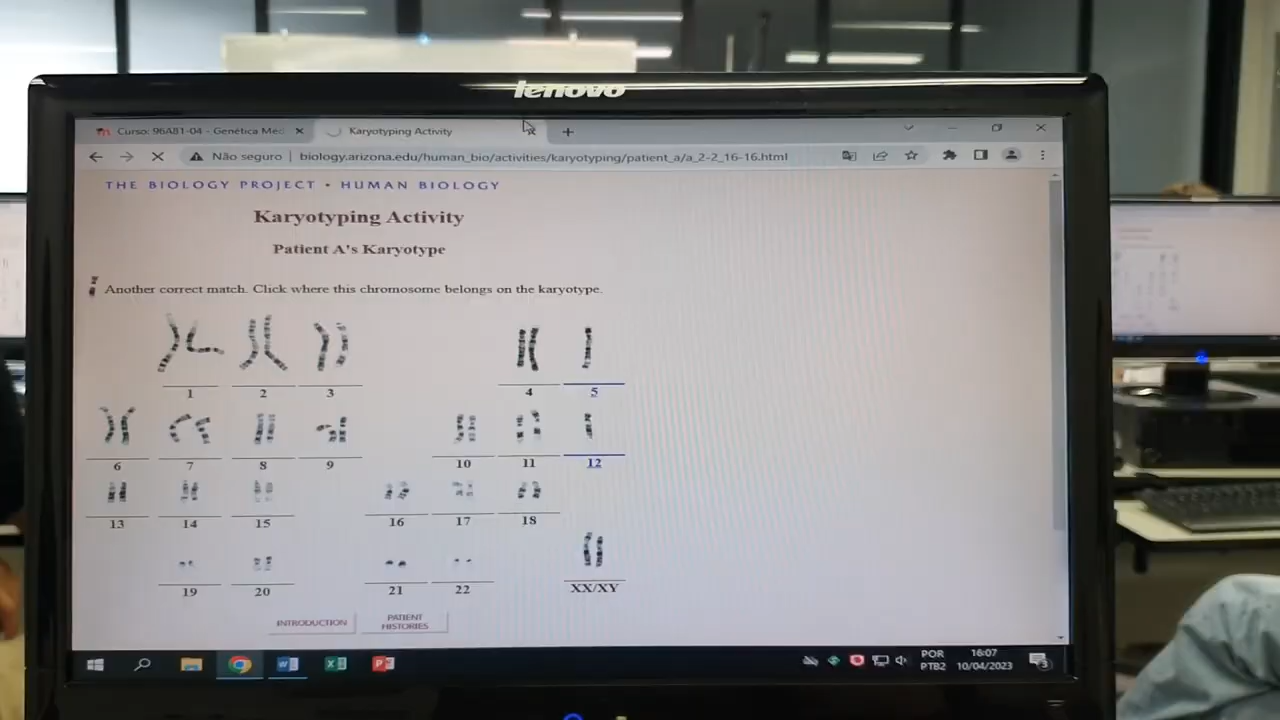 lenovo
Curso: 96A81-04 - Genética Med
Karyotyping Activity
Não seguro
biology.arizona.edu/human_bio/activities/karyotyping/patient_a/a_2-2_16-16.html
THE BIOLOGY PROJECT • HUMAN BIOLOGY
Karyotyping Activity
Patient A's Karyotype
Another correct match. Click where this chromosome belongs on the karyotype.
1 2 3 4 5
6 7 8 9 10 11 12
13 14 15 16 17 18
19 20 21 22 XX/XY
INTRODUCTION
PATIENT
HISTORIES
POR 16:07
PTB2 10/04/2023
3